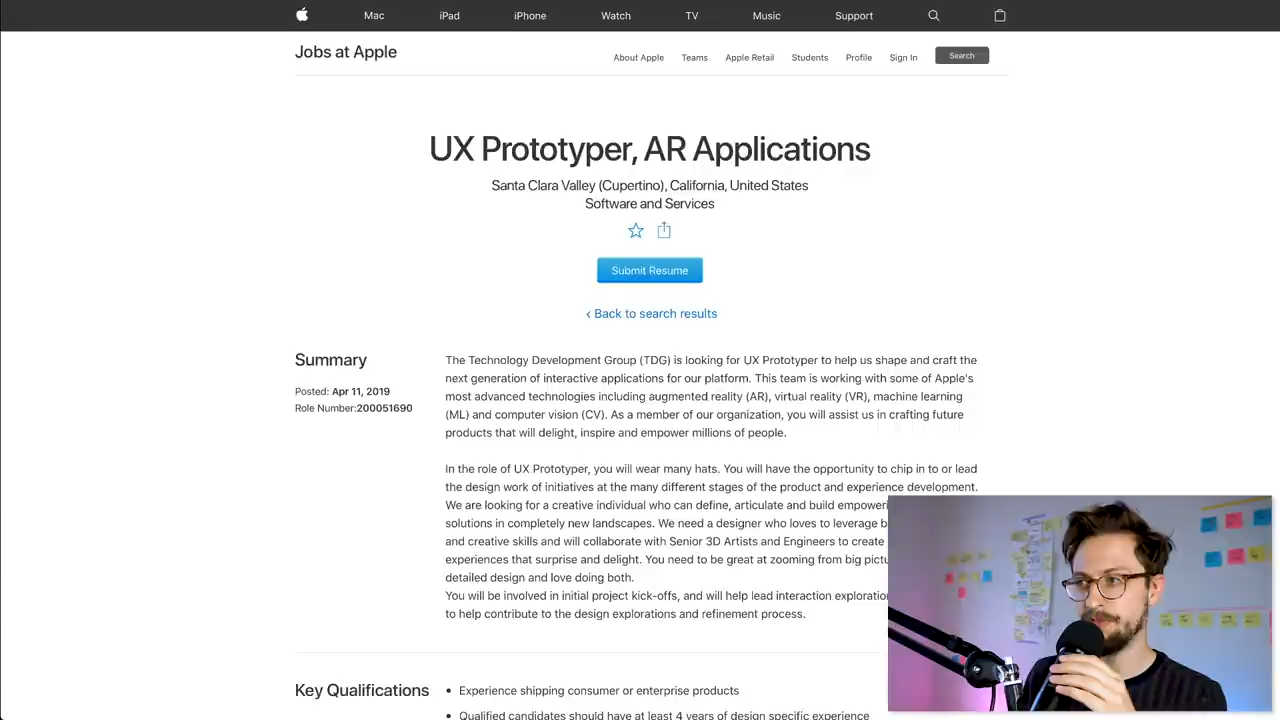 Mac iPad iPhone Watch TV Music Support
Jobs at Apple
About Apple Teams Apple Retail Students Profile Sign In Search
UX Prototyper, AR Applications
Santa Clara Valley (Cupertino), California, United States
Software and Services
Submit Resume
‹ Back to search results
Summary
Posted: Apr 11, 2019
Role Number:200051690
The Technology Development Group (TDG) is looking for UX Prototyper to help us shape and craft the
next generation of interactive applications for our platform. This team is working with some of Apple's
most advanced technologies including augmented reality (AR), virtual reality (VR), machine learning
(ML) and computer vision (CV). As a member of our organization, you will assist us in crafting future
products that will delight, inspire and empower millions of people.
In the role of UX Prototyper, you will wear many hats. You will have the opportunity to chip in to or lead
the design work of initiatives at the many different stages of the product and experience development.
We are looking for a creative individual who can define, articulate and build
solutions in completely new landscapes. We need a designer who loves to leverage
and creative skills and will collaborate with Senior 3D Artists and Engineers to create
experiences that surprise and delight. You need to be great at zooming from big
detailed design and love doing both.
You will be involved in initial project kick-offs, and will help lead interaction
to help contribute to the design explorations and refinement process.
Key Qualifications
• Experience shipping consumer or enterprise products
• Qualified candidates should have at least 4 years of design specific experience